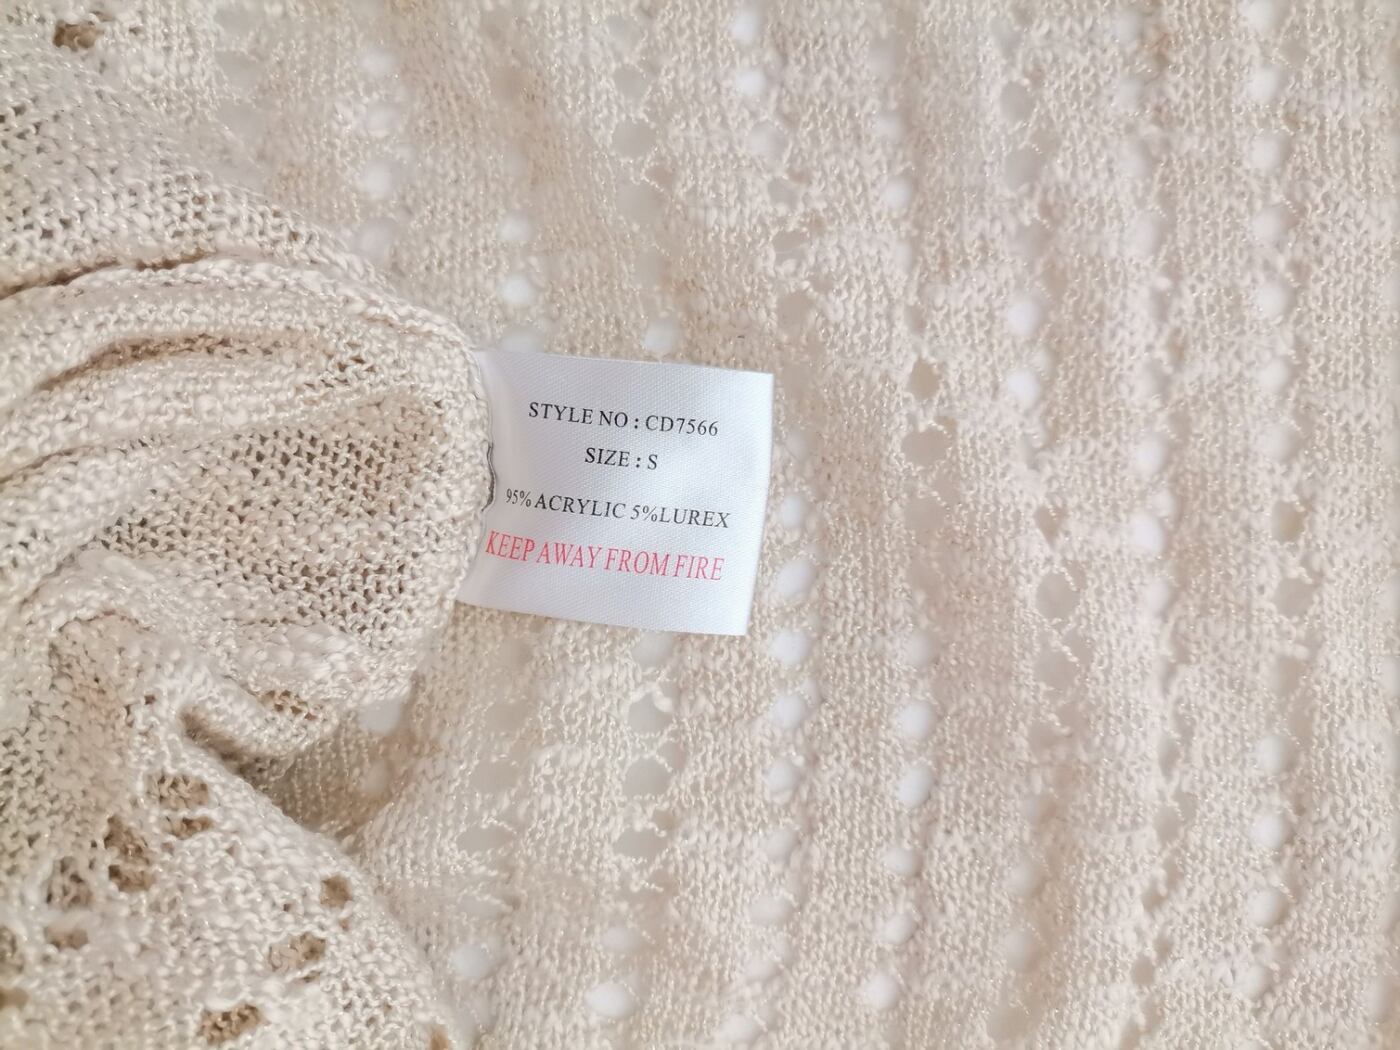 STYLE NO : CD7566
SIZE : S
95% ACRYLIC 5%LUREX
KEEP AWAY FROM FIRE